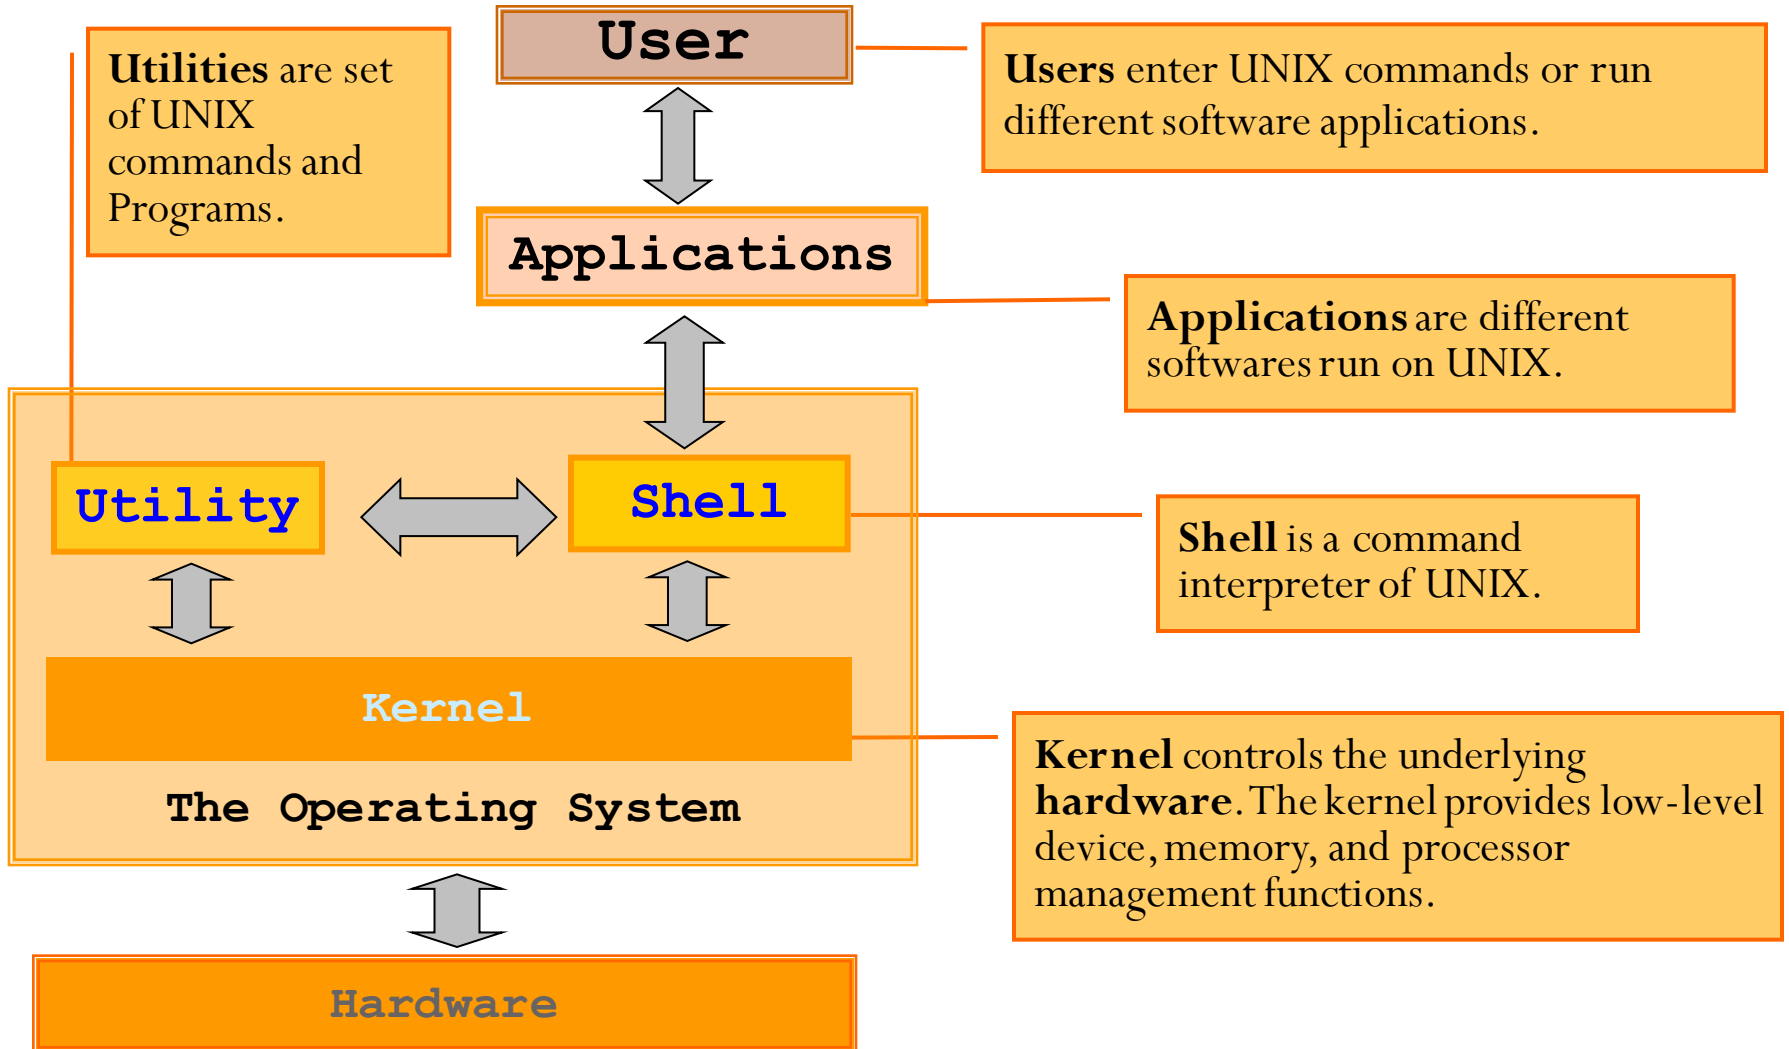 User
Utilities are set
of UNIX
commands and
Programs.
Users enter UNIX commands or run
different software applications.
Applications
Applications are different
softwares run on UNIX.
Utility
Shell
Shell is a command
interpreter of UNIX.
Kernel
Kernel controls the underlying
hardware. The kernel provides low-level
device, memory, and processor
management functions.
The Operating System
Hardware